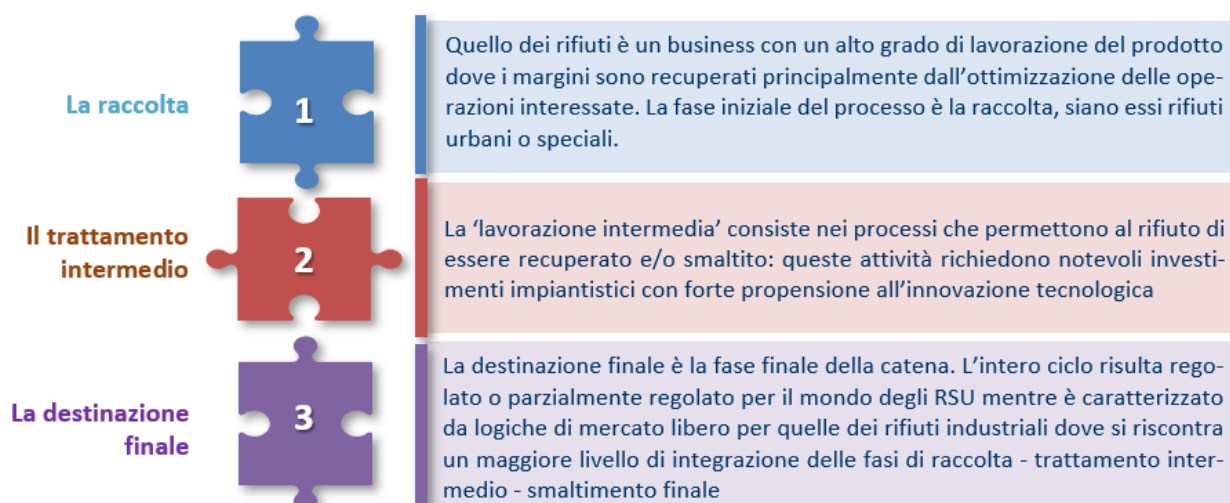 La raccolta
1
Quello dei rifiuti è un business con un alto grado di lavorazione del prodotto
dove i margini sono recuperati principalmente dall'ottimizzazione delle ope-
razioni interessate. La fase iniziale del processo è la raccolta, siano essi rifiuti
urbani o speciali.
Il trattamento
intermedio
2
La 'lavorazione intermedia' consiste nei processi che permettono al rifiuto di
essere recuperato e/o smaltito: queste attività richiedono notevoli investi-
menti impiantistici con forte propensione all'innovazione tecnologica
La destinazione
finale
3
La destinazione finale è la fase finale della catena. L'intero ciclo risulta rego-
lato o parzialmente regolato per il mondo degli RSU mentre è caratterizzato
da logiche di mercato libero per quelle dei rifiuti industriali dove si riscontra
un maggiore livello di integrazione delle fasi di raccolta - trattamento inter-
medio - smaltimento finale